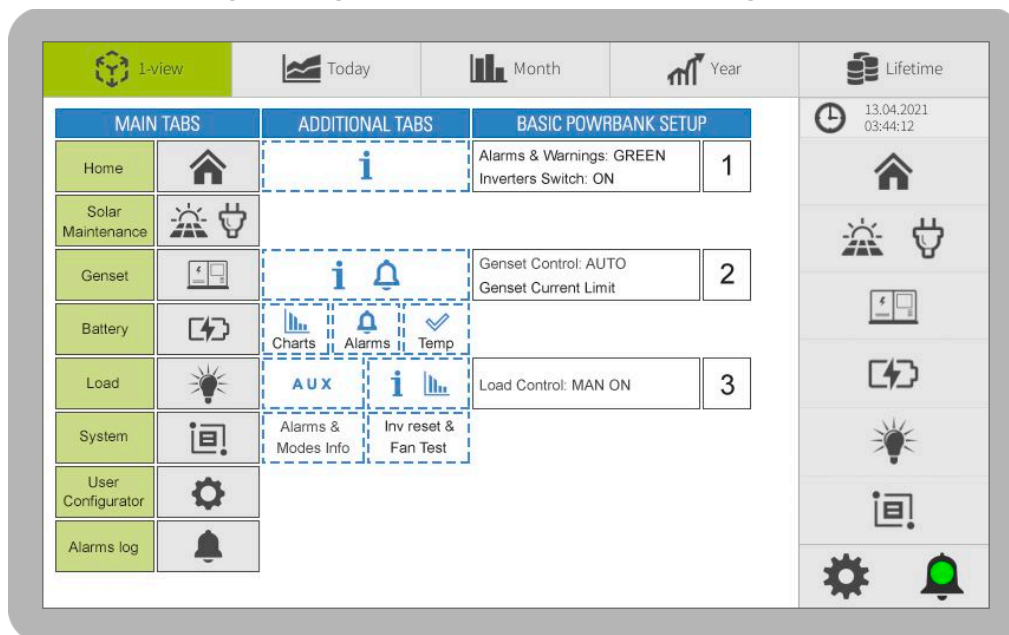 1-view
Today
Month
Year
Lifetime
13.04.2021
03:44:12
MAIN TABS
ADDITIONAL TABS
BASIC POWRBANK SETUP
Home
i
Alarms & Warnings: GREEN
Inverters Switch: ON
1
Solar
Maintenance
Genset
i
Genset Control: AUTO
Genset Current Limit
2
Battery
Charts
Alarms
Temp
Load
AUX
i
Load Control: MAN ON
3
System
Alarms &
Modes Info
Inv reset &
Fan Test
User
Configurator
Alarms log